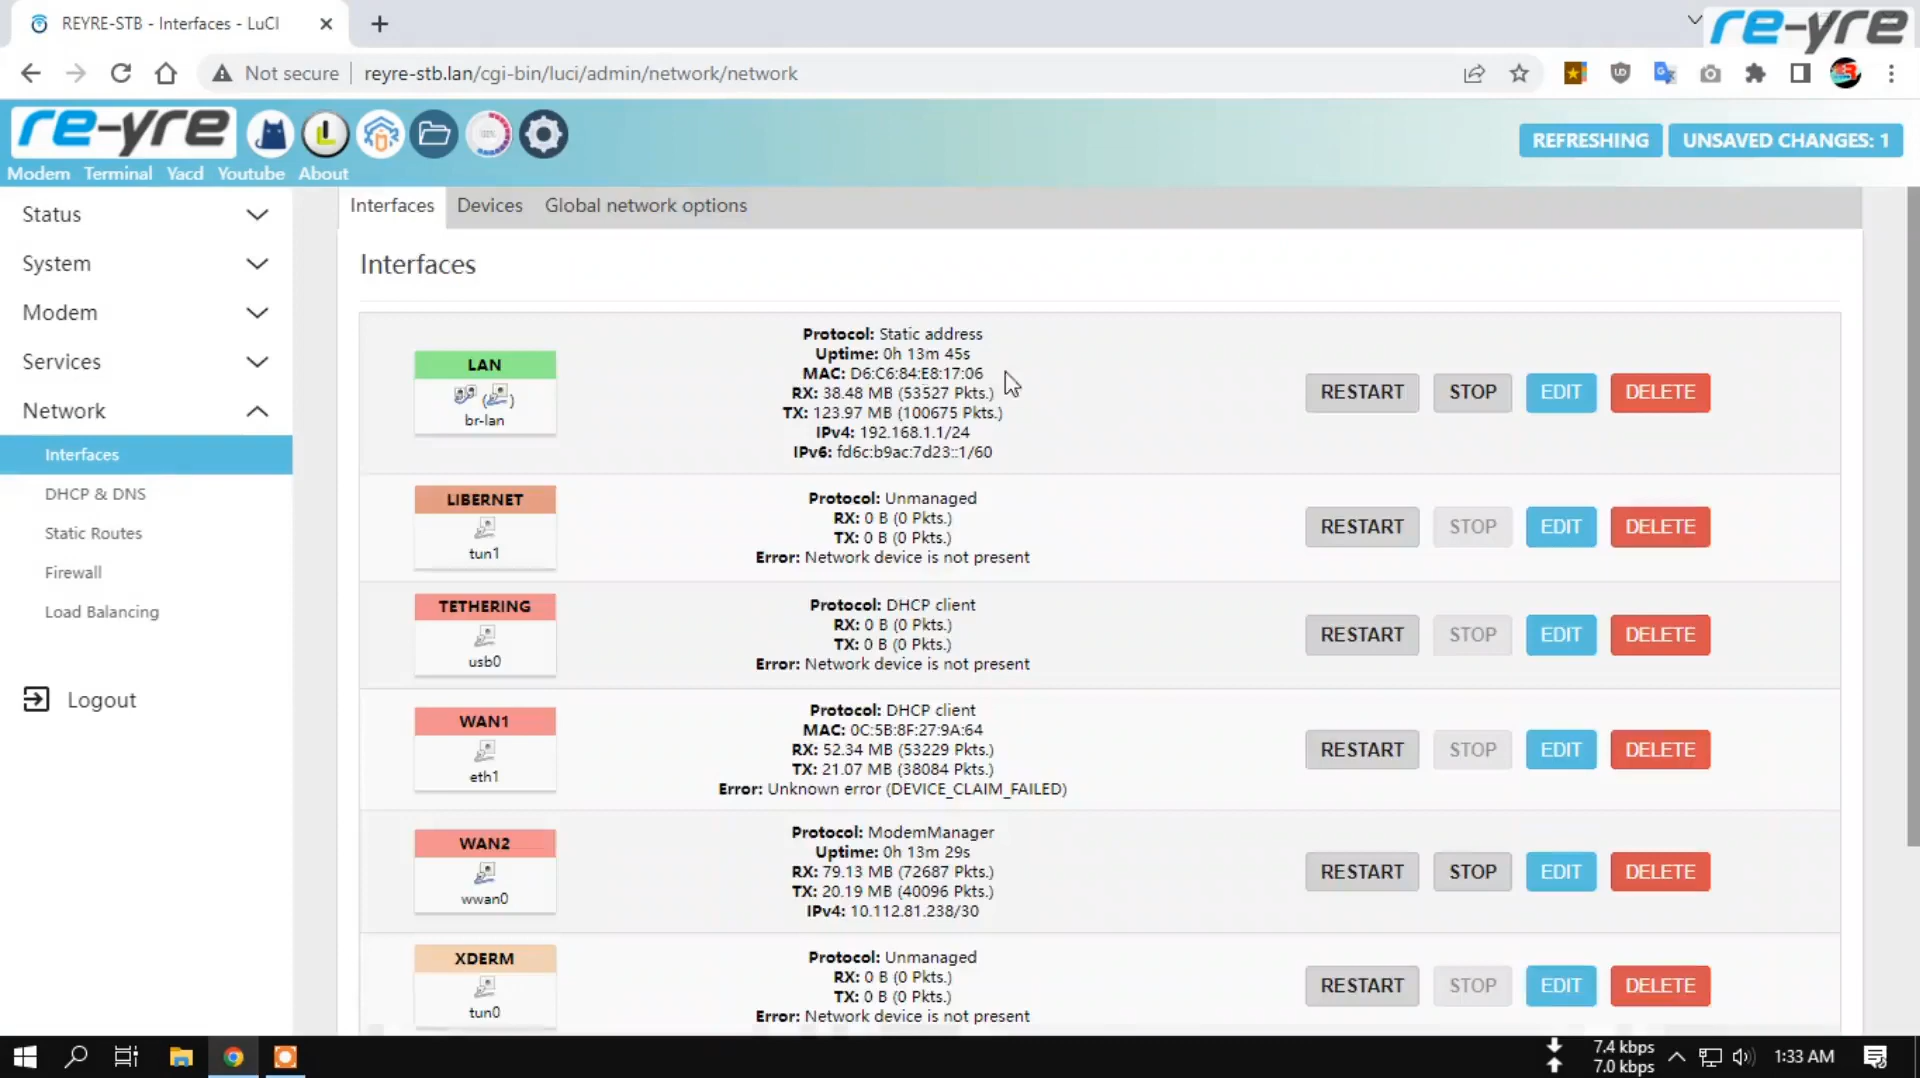 REYRE-STB - Interfaces - LuCI
re-yre
Not secure
reyre-stb.lan/cgi-bin/luci/admin/network/network
re-yre
REFRESHING
UNSAVED CHANGES: 1
Modem Terminal Yacd Youtube About
Status
System
Modem
Services
Network
Interfaces
DHCP & DNS
Static Routes
Firewall
Load Balancing
Logout
Interfaces Devices Global network options
Interfaces
LAN
br-lan
Protocol: Static address
Uptime: 0h 13m 45s
MAC: D6:C6:84:E8:17:06
RX: 38.48 MB (53527 Pkts.)
TX: 123.97 MB (100675 Pkts.)
IPv4: 192.168.1.1/24
IPv6: fd6c:b9ac:7d23::1/60
RESTART STOP EDIT DELETE
LIBERNET
tun1
Protocol: Unmanaged
RX: 0 B (0 Pkts.)
TX: 0 B (0 Pkts.)
Error: Network device is not present
RESTART STOP EDIT DELETE
TETHERING
usb0
Protocol: DHCP client
RX: 0 B (0 Pkts.)
TX: 0 B (0 Pkts.)
Error: Network device is not present
RESTART STOP EDIT DELETE
WAN1
eth1
Protocol: DHCP client
MAC: 0C:5B:8F:27:9A:64
RX: 52.34 MB (53229 Pkts.)
TX: 21.07 MB (38084 Pkts.)
Error: Unknown error (DEVICE_CLAIM_FAILED)
RESTART STOP EDIT DELETE
WAN2
wwan0
Protocol: ModemManager
Uptime: 0h 13m 29s
RX: 79.13 MB (72687 Pkts.)
TX: 20.19 MB (40096 Pkts.)
IPv4: 10.112.81.238/30
RESTART STOP EDIT DELETE
XDERM
tun0
Protocol: Unmanaged
RX: 0 B (0 Pkts.)
TX: 0 B (0 Pkts.)
Error: Network device is not present
RESTART STOP EDIT DELETE
7.4 kbps
7.0 kbps
1:33 AM